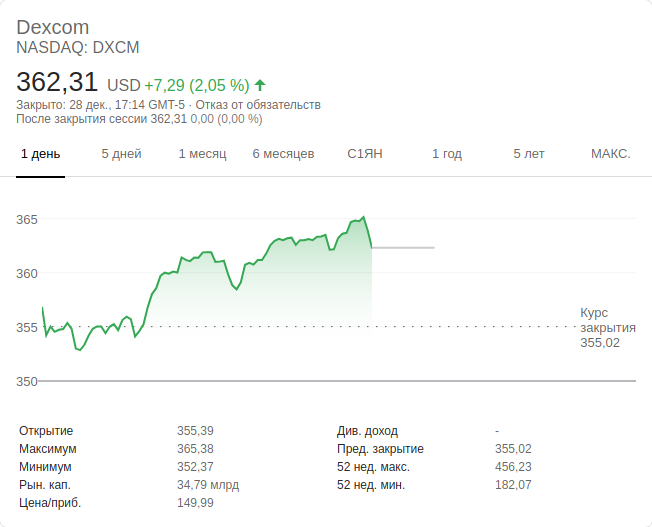 Dexcom
NASDAQ: DXCM
362,31 USD +7,29 (2,05 %)
Закрыто: 28 дек., 17:14 GMT-5 · Отказ от обязательств
После закрытия сессии 362,31 0,00 (0,00 %)
1 день 5 дней 1 месяц 6 месяцев С1ЯН 1 год 5 лет МАКС.
365
360
355
350
Курс
закрытия
355,02
Открытие 355,39 Див. доход -
Максимум 365,38 Пред. закрытие 355,02
Минимум 352,37 52 нед. макс. 456,23
Рын. кап. 34,79 млрд 52 нед. мин. 182,07
Цена/приб. 149,99